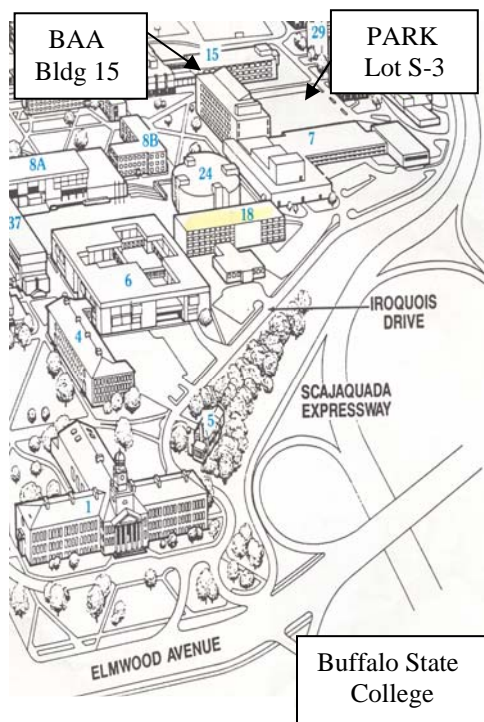 BAA
Bldg 15
PARK
Lot S-3
29
15
8B
7
8A
24
37
18
6
IROQUOIS
DRIVE
4
SCAJAQUADA
EXPRESSWAY
5
1
ELMWOOD AVENUE
Buffalo State
College